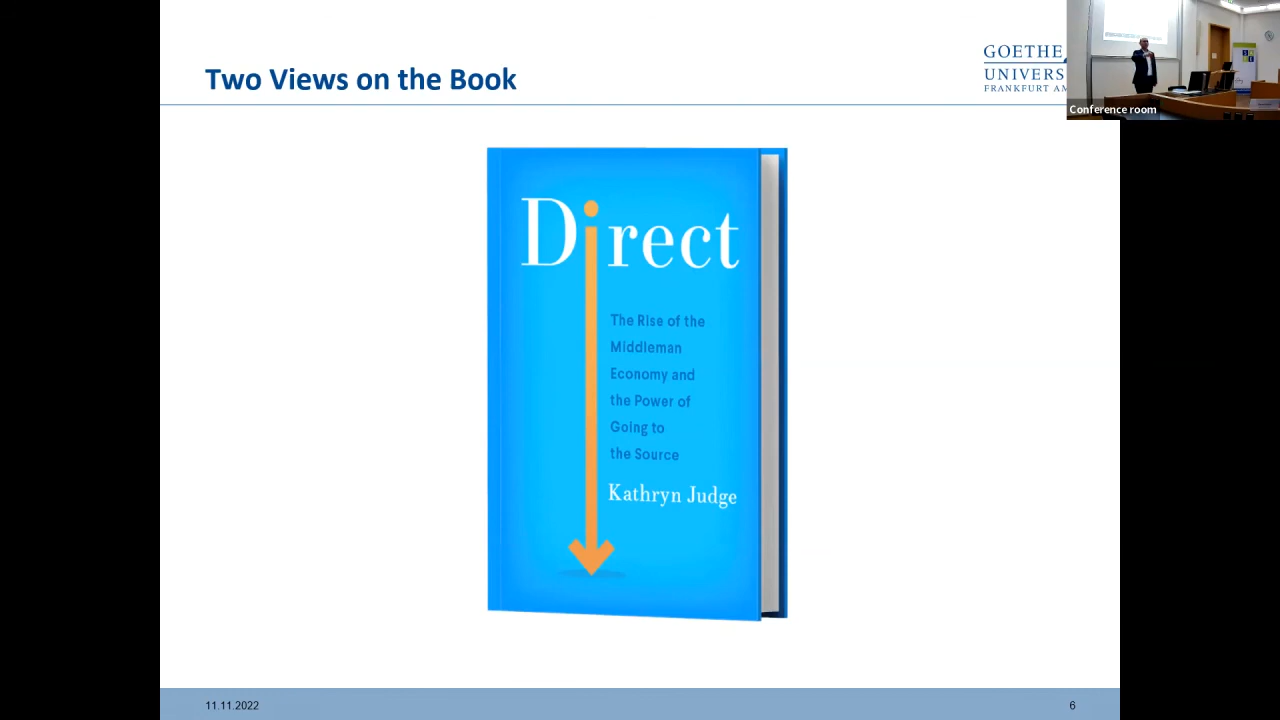 Two Views on the Book
GOETHE
UNIVERS
FRANKFURT AM
Conference room
Direct
The Rise of the
Middleman
Economy and
the Power of
Going to
the Source
Kathryn Judge
11.11.2022
6